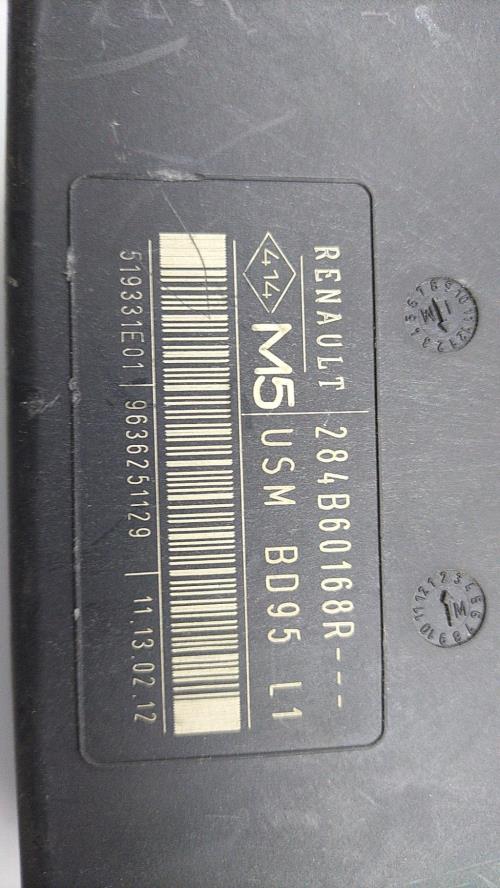 RENAULT 284B60168R---
414 M5 USM BD95 L1
519331E01 9636251129 11.13.02.12